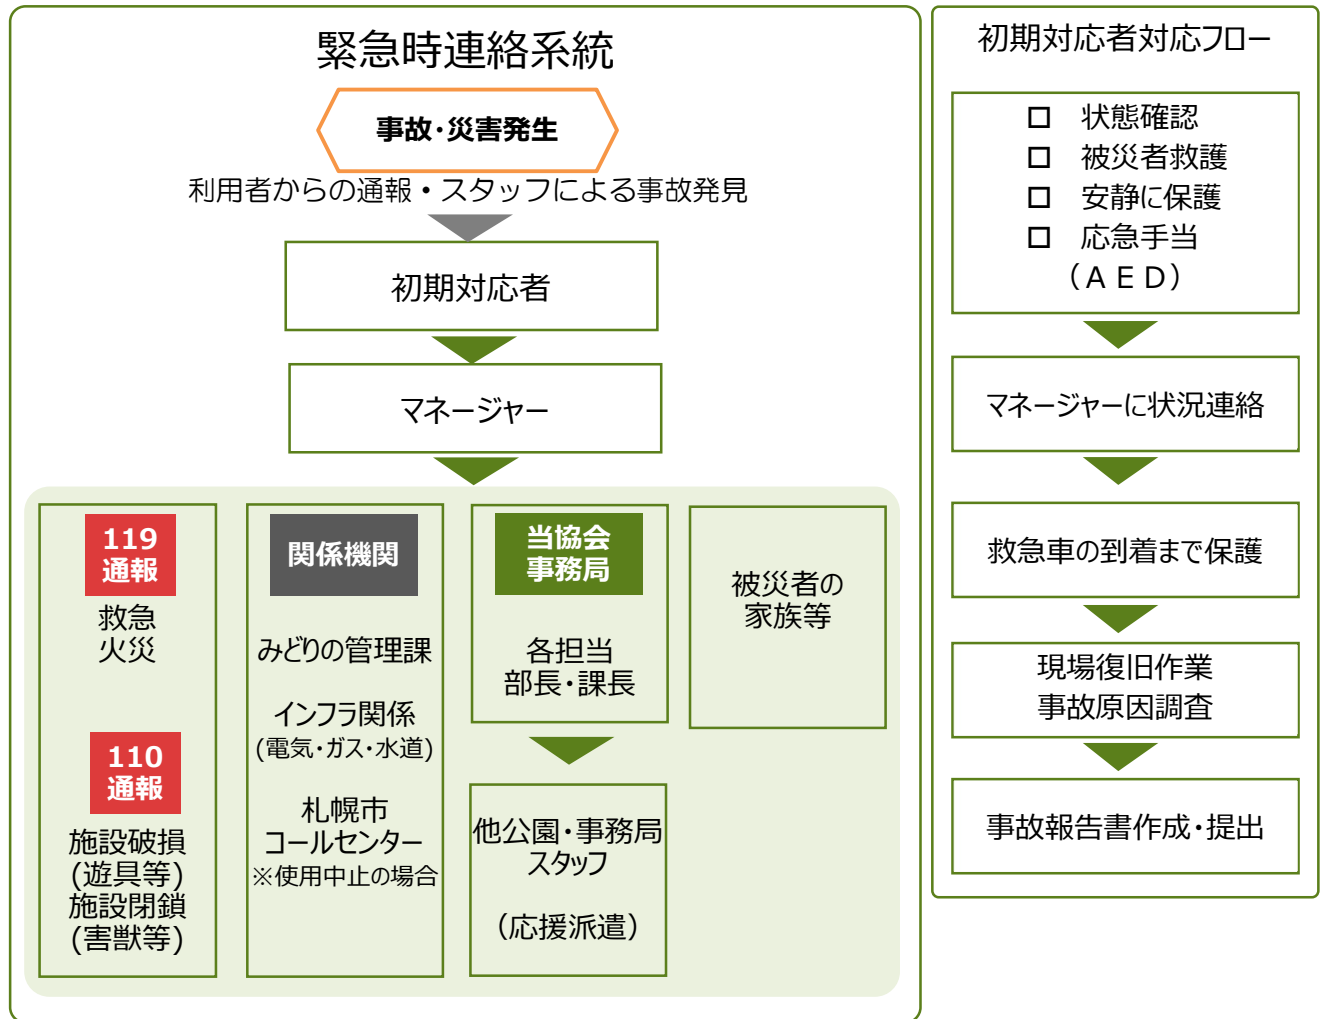 緊急時連絡系統
事故・災害発生
利用者からの通報・スタッフによる事故発見
初期対応者
マネージャー
119
通報
救急
火災
110
通報
施設破損
(遊具等)
施設閉鎖
(害獣等)
関係機関
みどりの管理課
インフラ関係
(電気・ガス・水道)
札幌市
コールセンター
※使用中止の場合
当協会
事務局
各担当
部長・課長
他公園・事務局
スタッフ
(応援派遣)
被災者の
家族等
初期対応者対応フロー
□ 状態確認
□ 被災者救護
□ 安静に保護
□ 応急手当
(ＡＥＤ)
マネージャーに状況連絡
救急車の到着まで保護
現場復旧作業
事故原因調査
事故報告書作成・提出